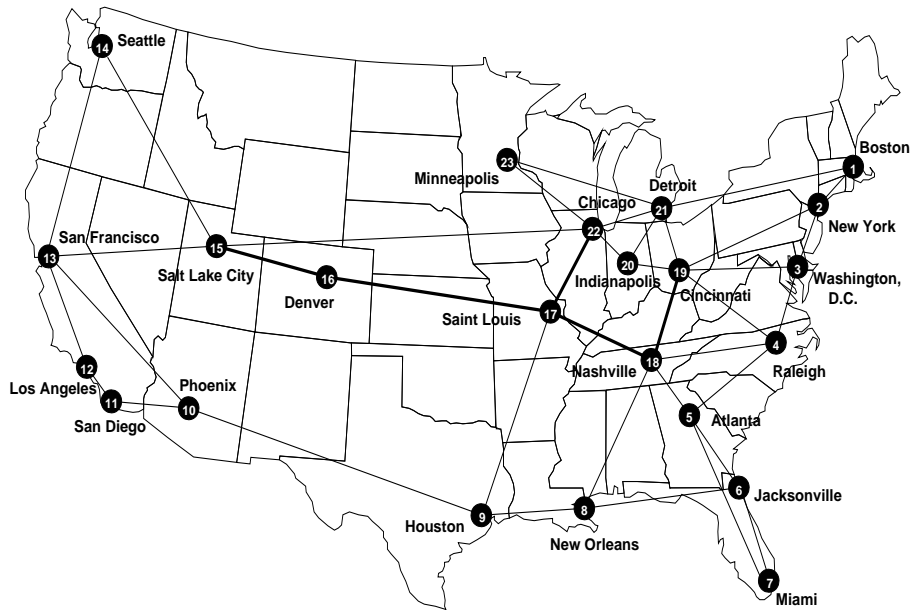 14 Seattle
Boston
1
23
Minneapolis
Detroit
Chicago
21
2
New York
22
San Francisco
13
15
Salt Lake City
20
Indianapolis
19
Cincinnati
3
Washington,
D.C.
16
Denver
Saint Louis
17
4
Raleigh
18
Nashville
12
Los Angeles
Phoenix
11
San Diego
10
5
Atlanta
6
Jacksonville
Houston
9
8
New Orleans
7
Miami